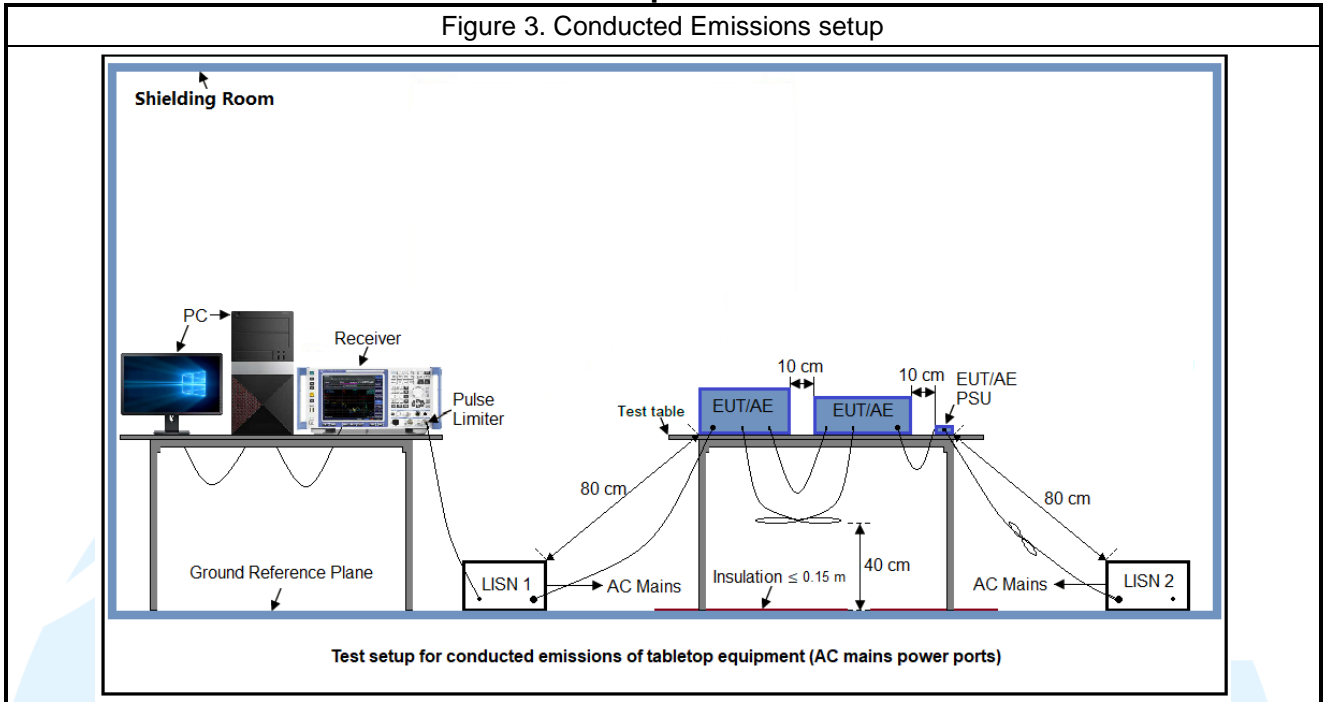 Figure 3. Conducted Emissions setup
Shielding Room
PC
Receiver
Pulse
Limiter
10 cm
10 cm
EUT/AE
PSU
Test table
EUT/AE
EUT/AE
80 cm
80 cm
Ground Reference Plane
LISN 1
AC Mains
Insulation ≤ 0.15 m
40 cm
AC Mains
LISN 2
Test setup for conducted emissions of tabletop equipment (AC mains power ports)